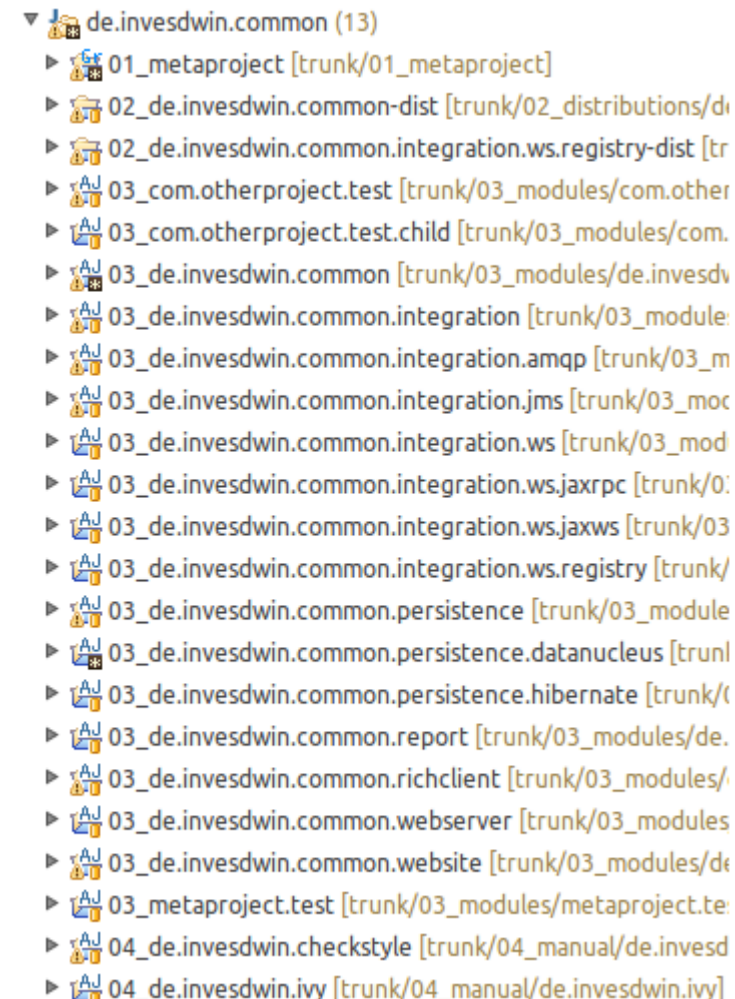 de.invesdwin.common (13)
01_metaproject [trunk/01_metaproject]
02_de.invesdwin.common-dist [trunk/02_distributions/de
02_de.invesdwin.common.integration.ws.registry-dist [tr
03_com.otherproject.test [trunk/03_modules/com.other
03_com.otherproject.test.child [trunk/03_modules/com.
03_de.invesdwin.common [trunk/03_modules/de.invesdw
03_de.invesdwin.common.integration [trunk/03_module
03_de.invesdwin.common.integration.amqp [trunk/03_m
03_de.invesdwin.common.integration.jms [trunk/03_mod
03_de.invesdwin.common.integration.ws [trunk/03_mod
03_de.invesdwin.common.integration.ws.jaxrpc [trunk/03
03_de.invesdwin.common.integration.ws.jaxws [trunk/03
03_de.invesdwin.common.integration.ws.registry [trunk/
03_de.invesdwin.common.persistence [trunk/03_module
03_de.invesdwin.common.persistence.datanucleus [trunk
03_de.invesdwin.common.persistence.hibernate [trunk/0
03_de.invesdwin.common.report [trunk/03_modules/de.
03_de.invesdwin.common.richclient [trunk/03_modules/
03_de.invesdwin.common.webserver [trunk/03_modules
03_de.invesdwin.common.website [trunk/03_modules/de
03_metaproject.test [trunk/03_modules/metaproject.te
04_de.invesdwin.checkstyle [trunk/04_manual/de.invesd
04_de.invesdwin.ivy [trunk/04_manual/de.invesdwin.ivy]